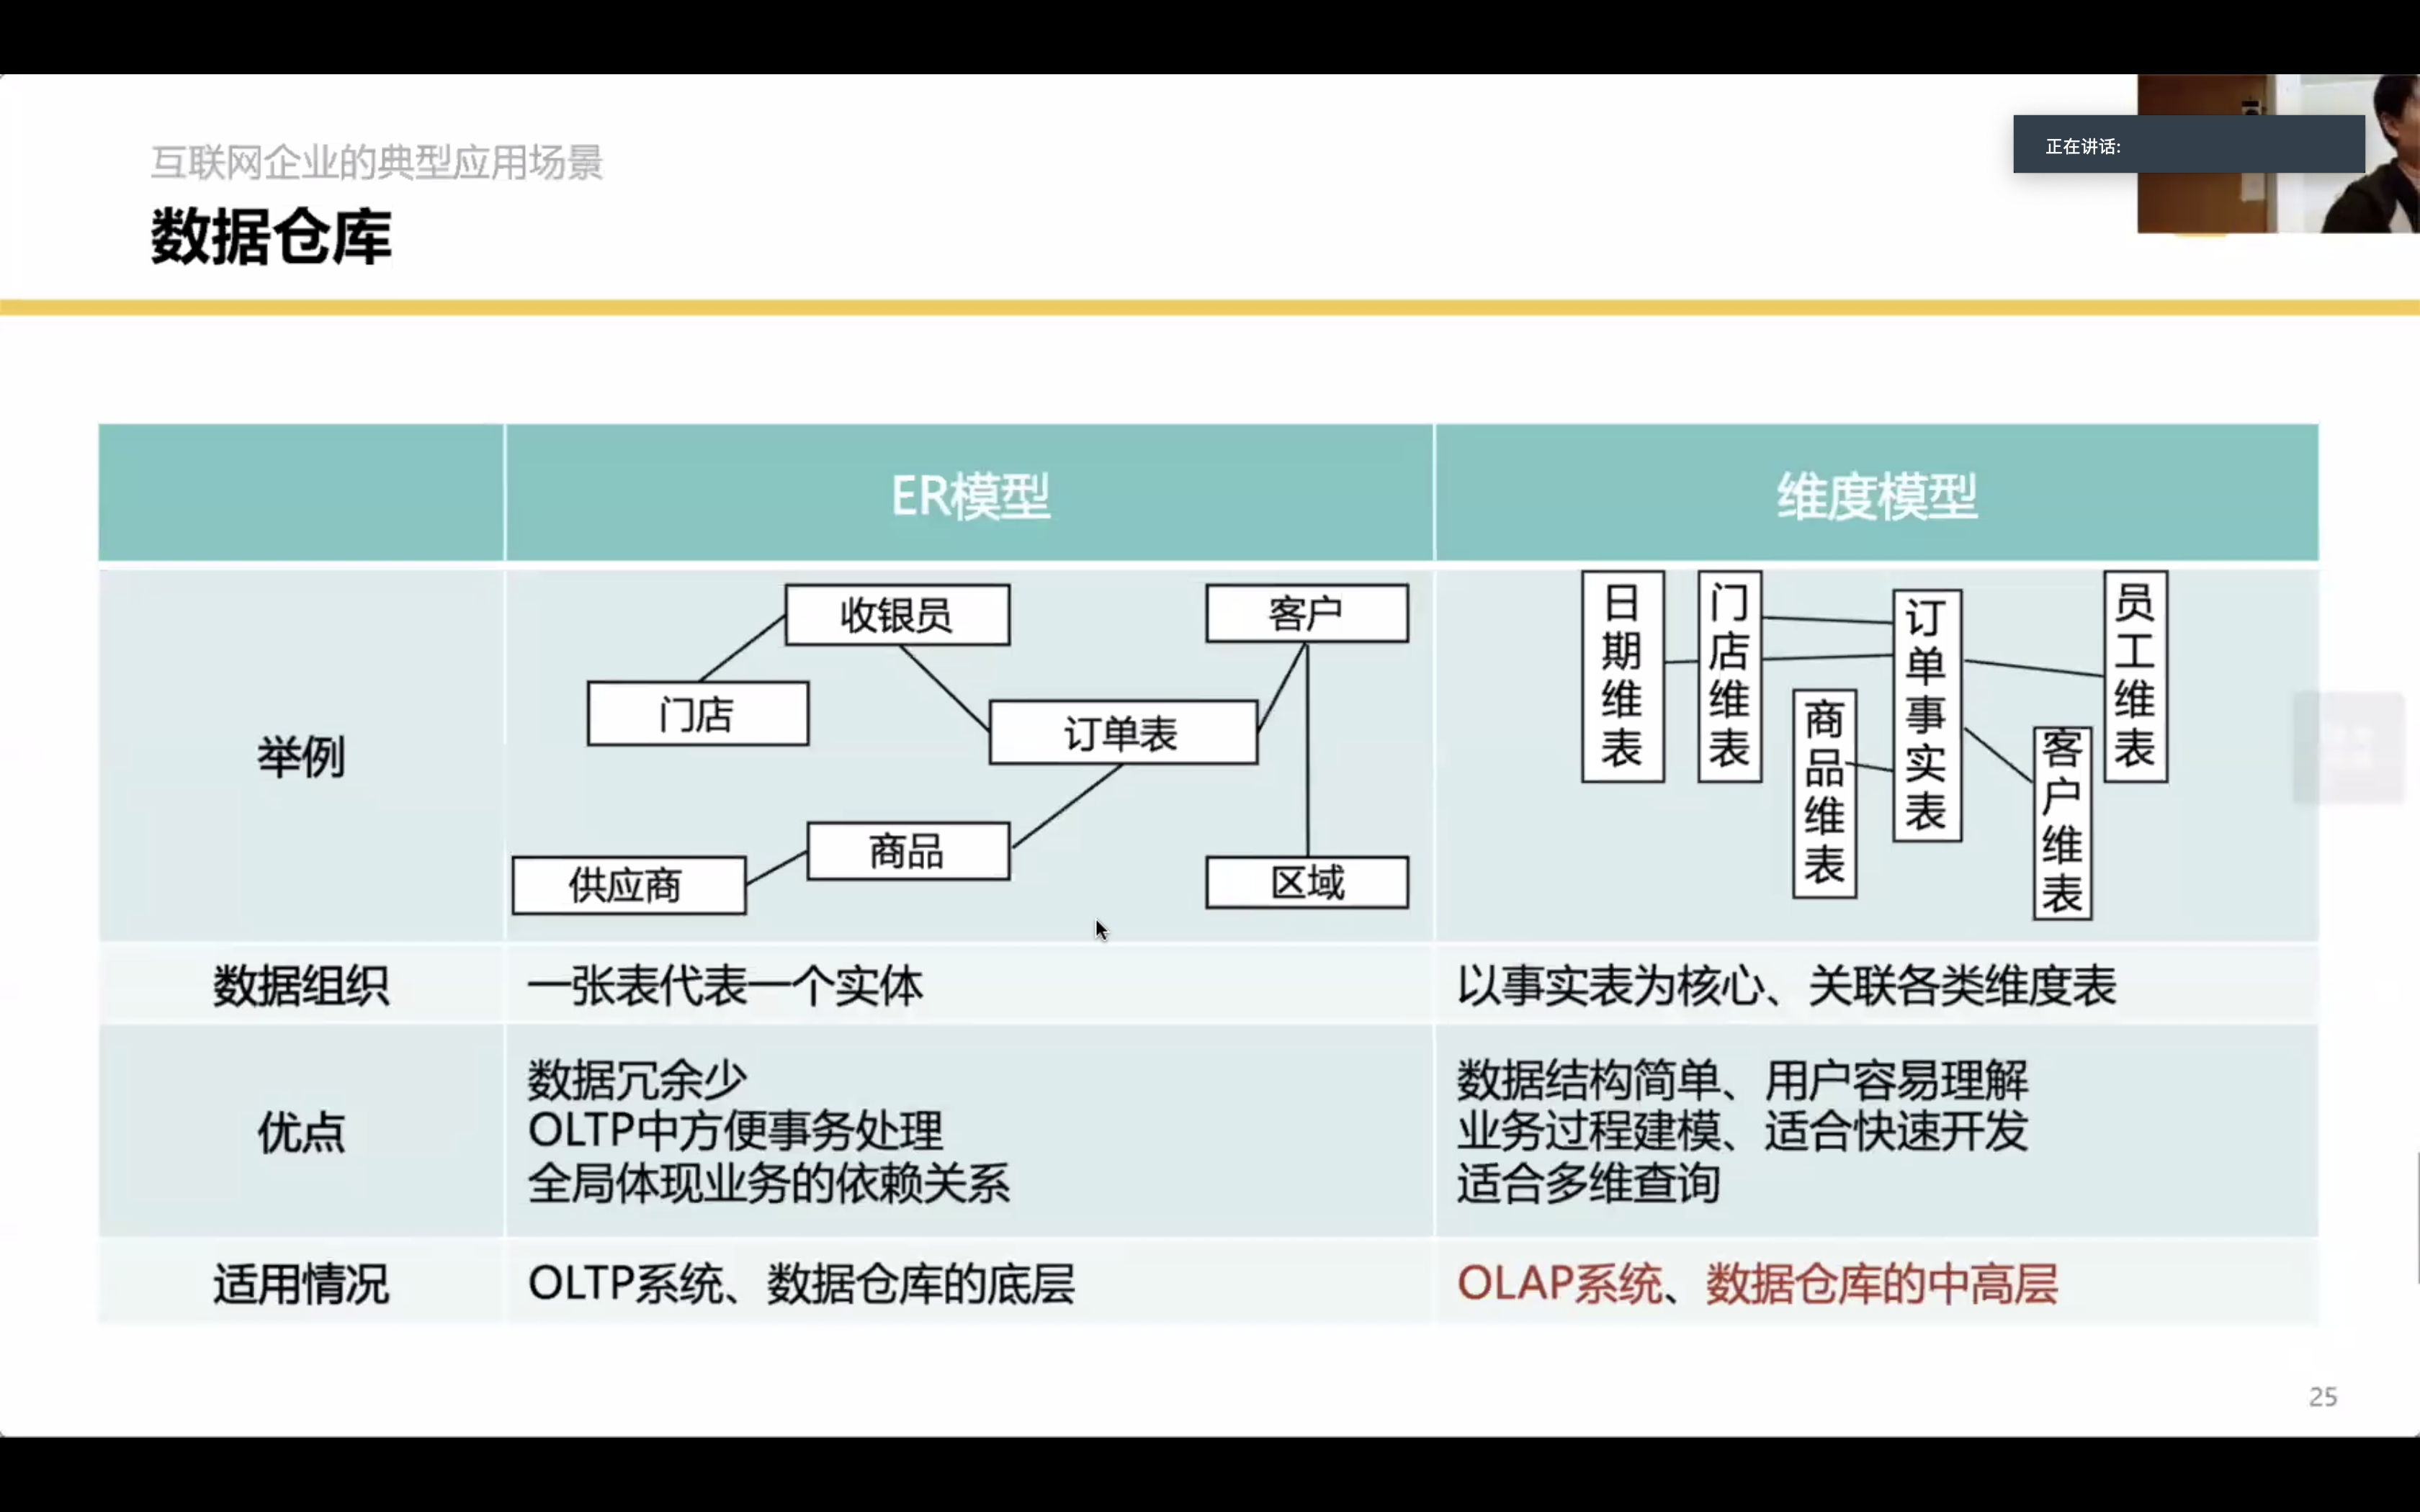 互联网企业的典型应用场景
正在讲话:
数据仓库
ER模型
维度模型
举例
收银员
客户
门店
订单表
商品
供应商
区域
日期维表
门店维表
商品维表
订单事实表
客户维表
员工维表
数据组织
一张表代表一个实体
以事实表为核心、关联各类维度表
优点
数据冗余少
OLTP中方便事务处理
全局体现业务的依赖关系
数据结构简单、用户容易理解
业务过程建模、适合快速开发
适合多维查询
适用情况
OLTP系统、数据仓库的底层
OLAP系统、数据仓库的中高层
25